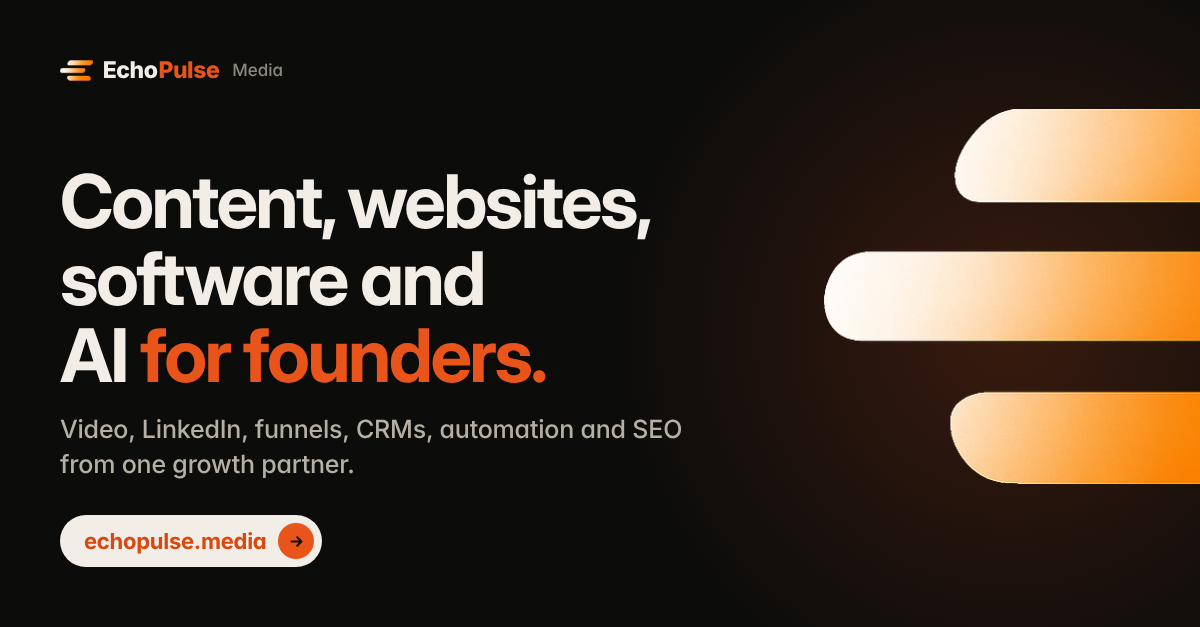 EchoPulse Media
Content, websites,
software and
AI for founders.
Video, LinkedIn, funnels, CRMs, automation and SEO
from one growth partner.
echopulse.media